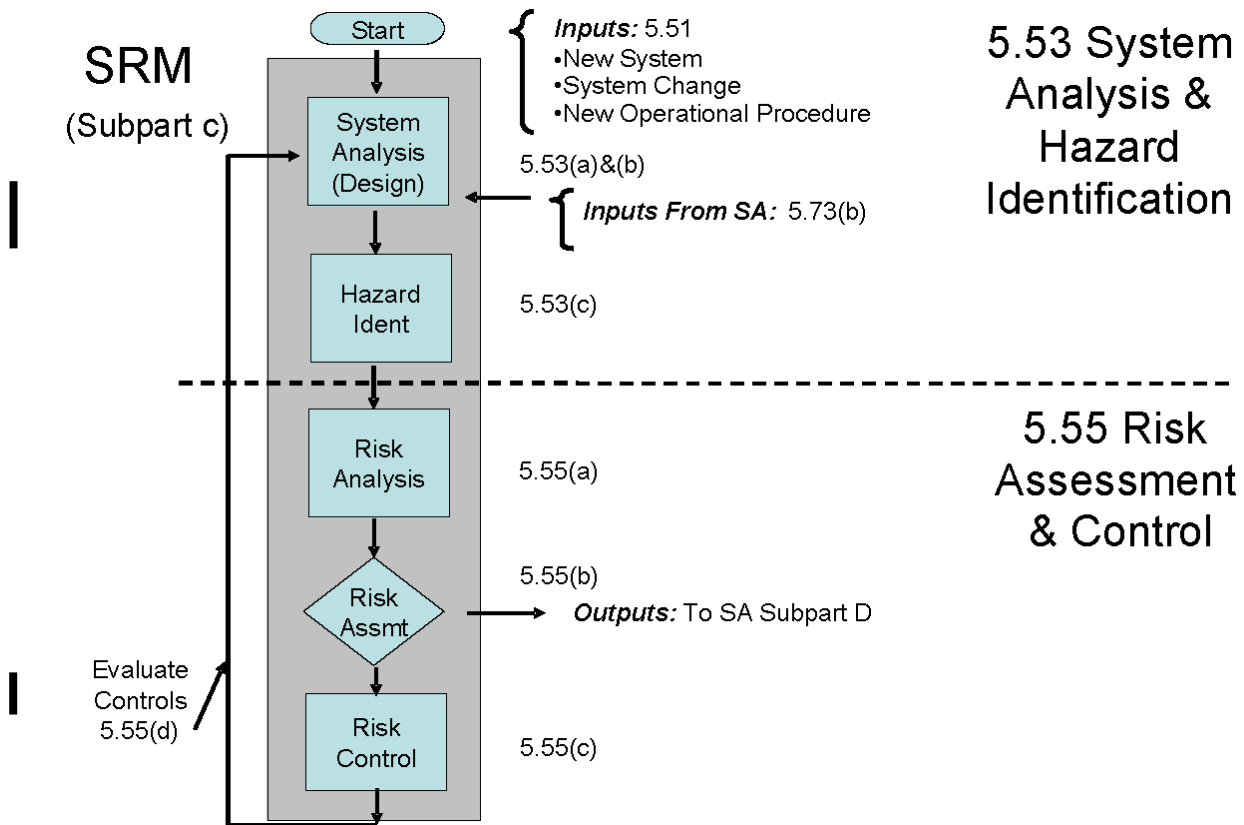 Start
SRM
(Subpart c)
Inputs: 5.51
•New System
•System Change
•New Operational Procedure
5.53 System
Analysis &
Hazard
Identification
System
Analysis
(Design)
5.53(a)&(b)
Inputs From SA: 5.73(b)
Hazard
Ident
5.53(c)
Risk
Analysis
5.55(a)
5.55 Risk
Assessment
& Control
Risk
Assmt
5.55(b)
Outputs: To SA Subpart D
Evaluate
Controls
5.55(d)
Risk
Control
5.55(c)